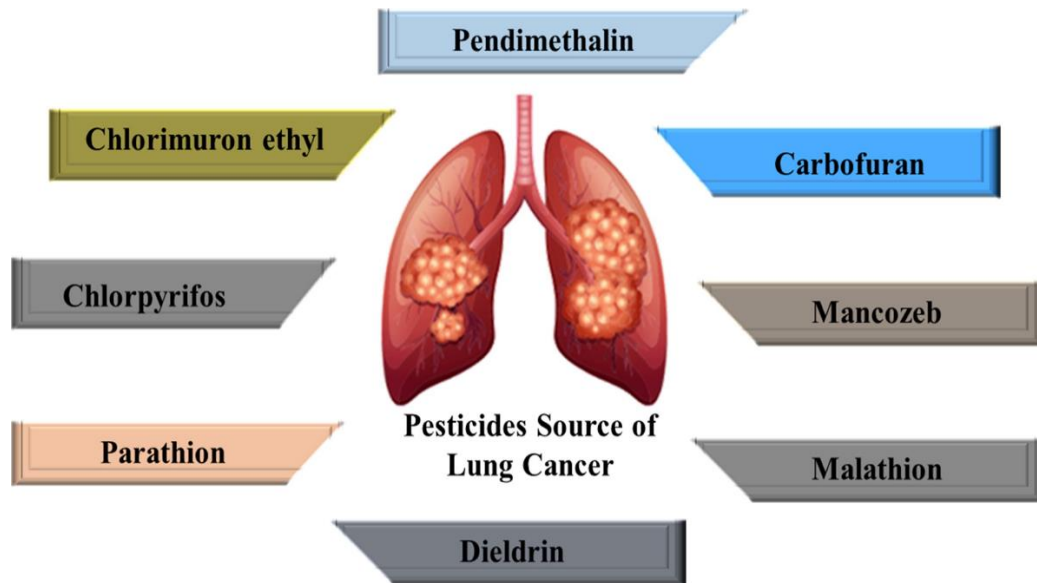 Pendimethalin
Chlorimuron ethyl
Carbofuran
Chlorpyrifos
Mancozeb
Parathion
Pesticides Source of
Lung Cancer
Malathion
Dieldrin